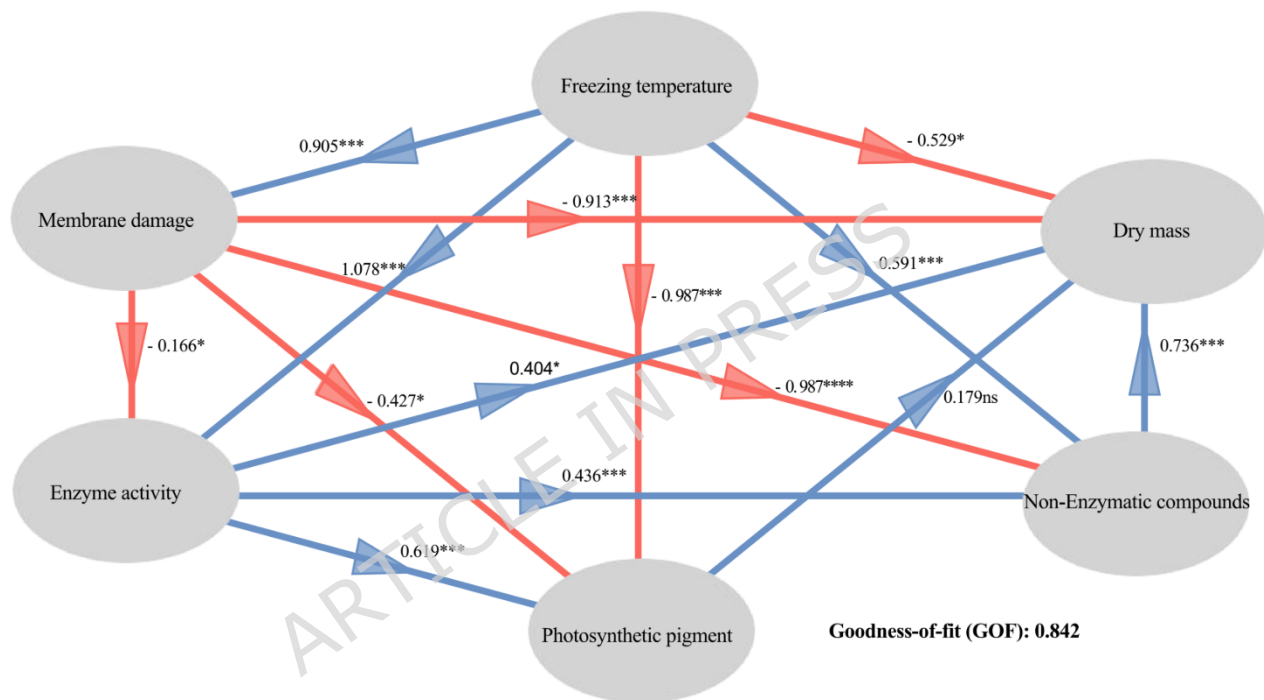 Freezing temperature
0.905***
- 0.529*
Membrane damage
- 0.913***
Dry mass
1.078***
0.591***
- 0.987***
- 0.166*
0.736***
0.404*
- 0.987****
- 0.427*
0.179ns
Enzyme activity
0.436***
Non-Enzymatic compounds
0.619***
Photosynthetic pigment
Goodness-of-fit (GOF): 0.842
ARTICLE IN PRESS